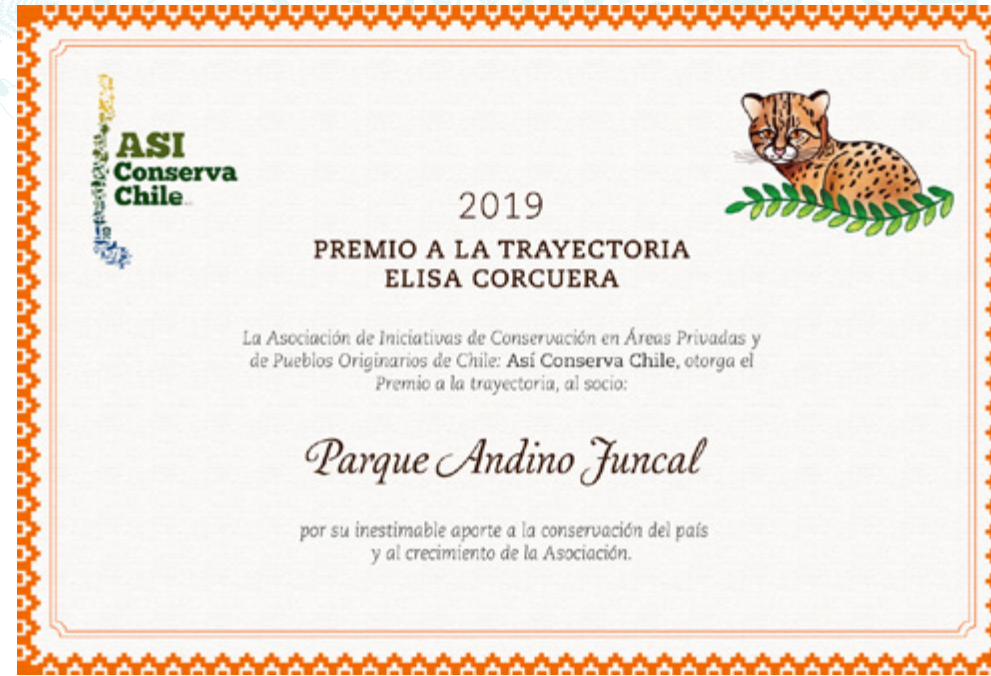 ASI
Conserva
Chile
2019
PREMIO A LA TRAYECTORIA
ELISA CORCUERA
La Asociación de Iniciativas de Conservación en Áreas Privadas y
de Pueblos Originarios de Chile: Así Conserva Chile, otorga el
Premio a la trayectoria, al socio:
Parque Andino Juncal
por su inestimable aporte a la conservación del país
y al crecimiento de la Asociación.